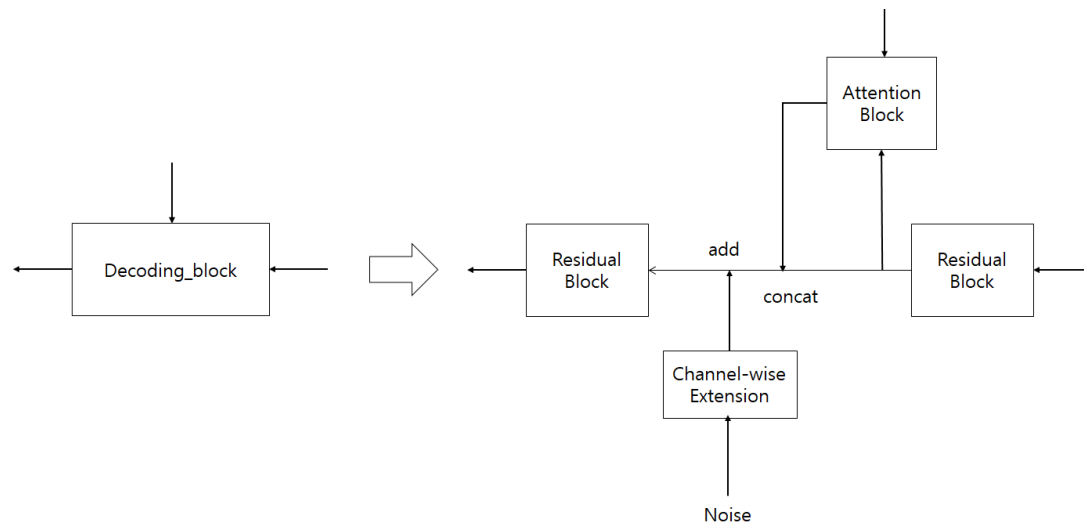 Attention
Block
Decoding_block
Residual
Block
add
concat
Residual
Block
Channel-wise
Extension
Noise